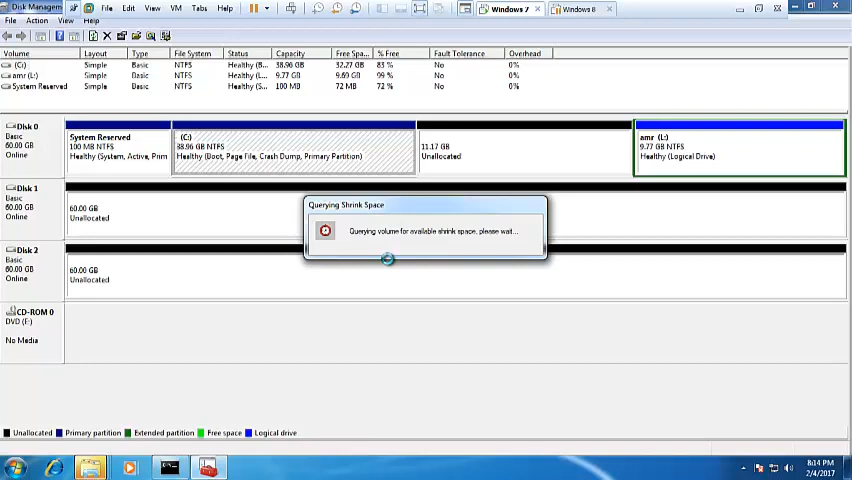 Disk Managem
File Edit View VM Tabs Help
Windows 7
Windows 8
File Action View Help
Volume Layout Type File System Status Capacity Free Spa... % Free Fault Tolerance Overhead
(C:) Simple Basic NTFS Healthy (B... 38.96 GB 32.27 GB 83 % No 0%
amr (L:) Simple Basic NTFS Healthy (L... 9.77 GB 9.69 GB 99 % No 0%
System Reserved Simple Basic NTFS Healthy (S... 100 MB 72 MB 72 % No 0%
Disk 0
Basic
60.00 GB
Online
System Reserved
100 MB NTFS
Healthy (System, Active, Prim
(C:)
38.96 GB NTFS
Healthy (Boot, Page File, Crash Dump, Primary Partition)
11.17 GB
Unallocated
amr (L:)
9.77 GB NTFS
Healthy (Logical Drive)
Disk 1
Basic
60.00 GB
Online
60.00 GB
Unallocated
Querying Shrink Space
Querying volume for available shrink space, please wait...
Disk 2
Basic
60.00 GB
Online
60.00 GB
Unallocated
CD-ROM 0
DVD (E:)
No Media
Unallocated Primary partition Extended partition Free space Logical drive
8:14 PM
2/4/2017